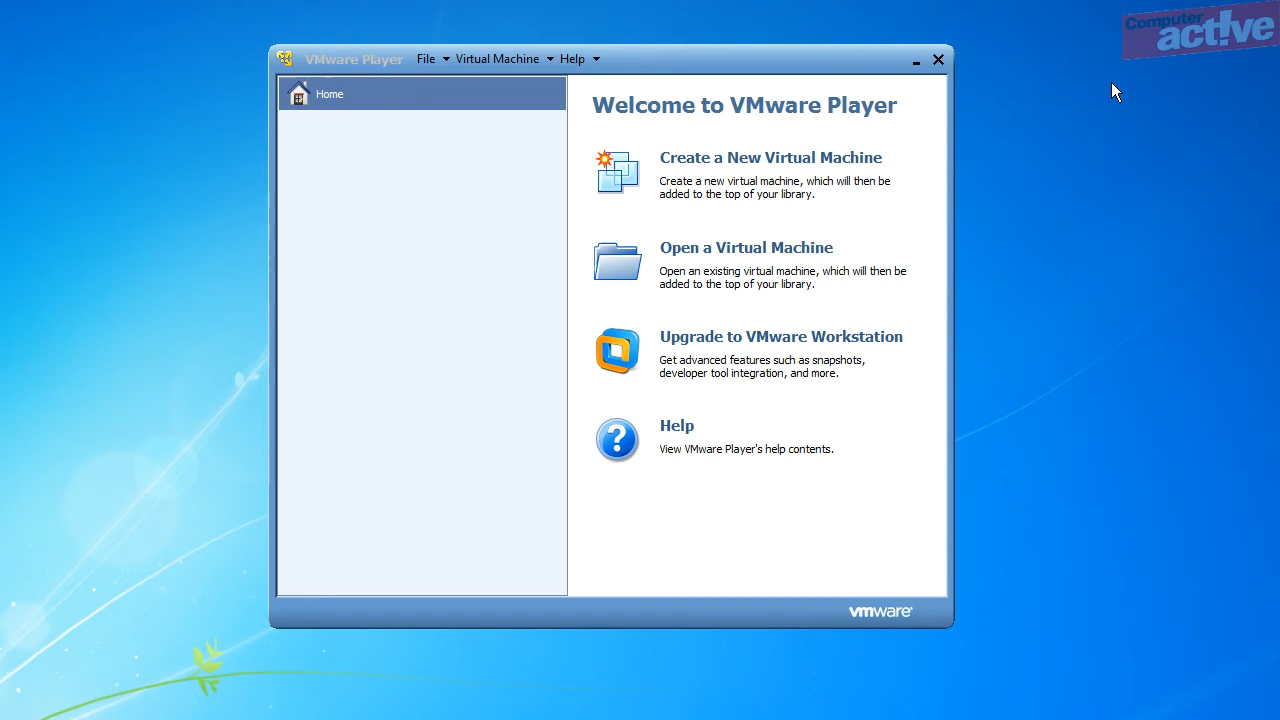 Computer
act!ve
VMware Player File Virtual Machine Help
Home
Welcome to VMware Player
Create a New Virtual Machine
Create a new virtual machine, which will then be
added to the top of your library.
Open a Virtual Machine
Open an existing virtual machine, which will then be
added to the top of your library.
Upgrade to VMware Workstation
Get advanced features such as snapshots,
developer tool integration, and more.
?
Help
View VMware Player's help contents.
vmware